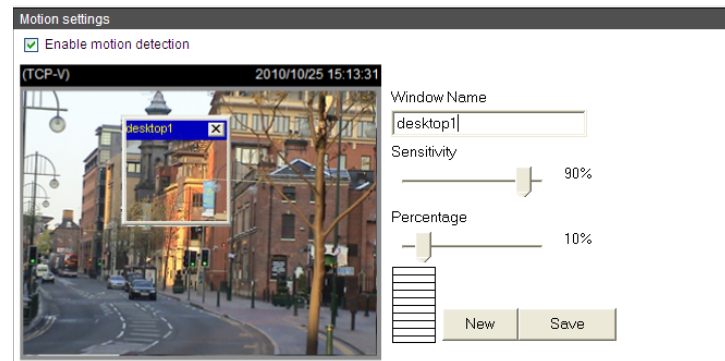 Motion settings
Enable motion detection
(TCP-V) 2010/10/25 15:13:31
desktop1
Window Name
desktop1
Sensitivity
90%
Percentage
10%
New
Save